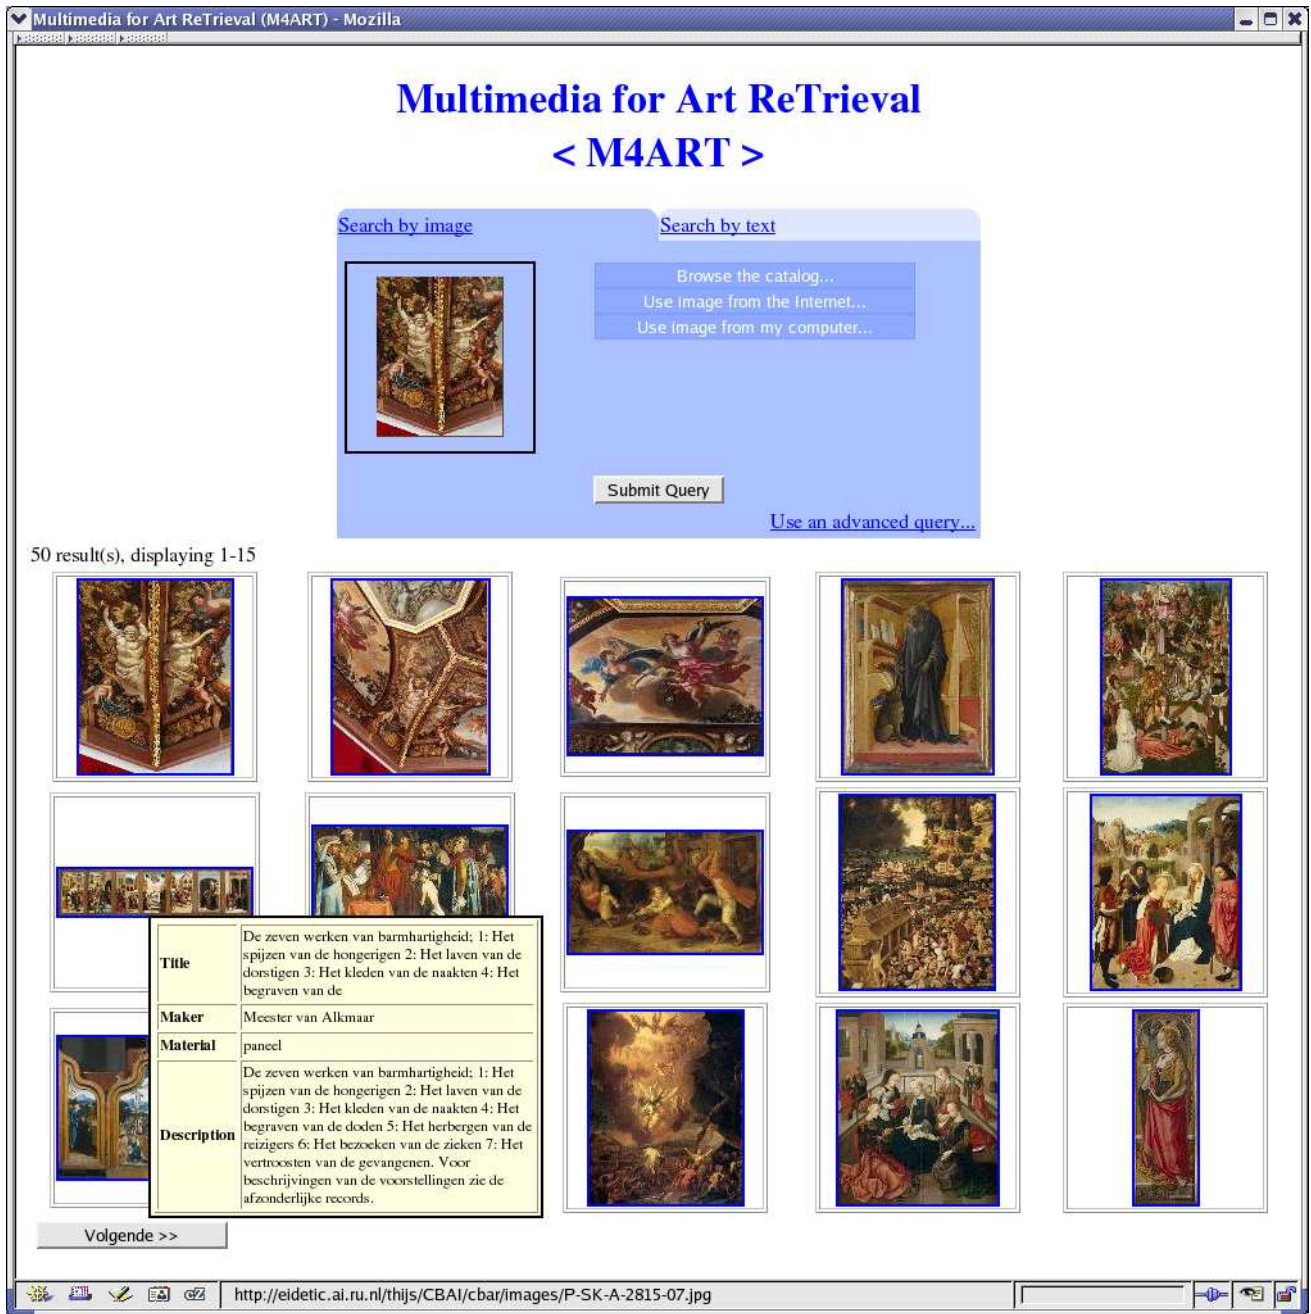 Multimedia for Art ReTrieval (M4ART) - Mozilla
Multimedia for Art ReTrieval
< M4ART >
Search by image
Search by text
Browse the catalog...
Use image from the Internet...
Use image from my computer...
Submit Query
Use an advanced query...
50 result(s), displaying 1-15
Title
De zeven werken van barmhartigheid; 1: Het
spijzen van de hongerigen 2: Het laven van de
dorstigen 3: Het kleden van de naakten 4: Het
begraven van de
Maker
Meester van Alkmaar
Material
paneel
Description
De zeven werken van barmhartigheid; 1: Het
spijzen van de hongerigen 2: Het laven van de
dorstigen 3: Het kleden van de naakten 4: Het
begraven van de doden 5: Het herbergen van de
reizigers 6: Het bezoeken van de zieken 7: Het
vertroosten van de gevangenen. Voor
beschrijvingen van de voorstellingen zie de
afzonderlijke records.
Volgende >>
http://eidetic.ai.ru.nl/thijs/CBAI/cbar/images/P-SK-A-2815-07.jpg